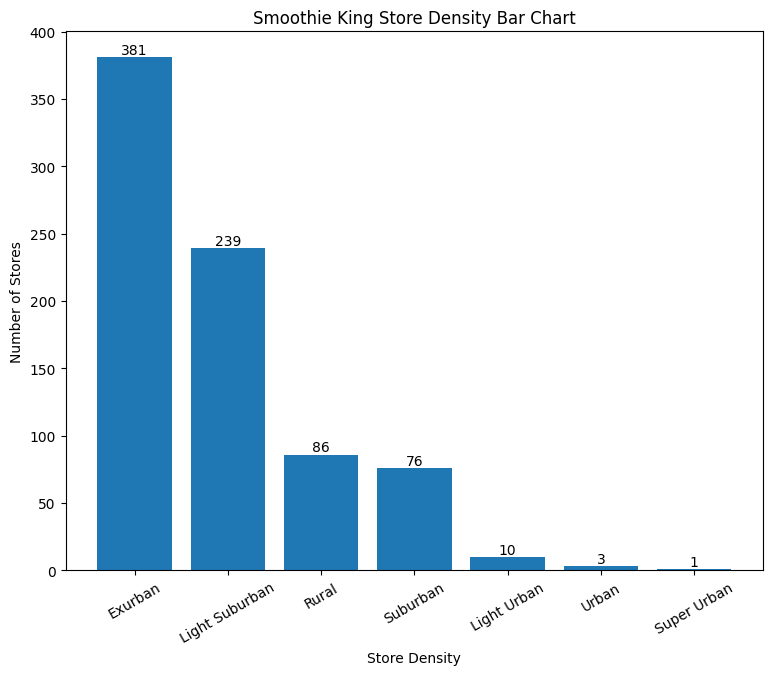 Smoothie King Store Density Bar Chart
400
350
300
250
200
150
100
50
0
Number of Stores
381
239
86
76
10
3
1
Exurban
Light Suburban
Rural
Suburban
Light Urban
Urban
Super Urban
Store Density